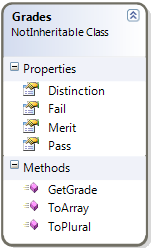 Grades
NotInheritable Class
Properties
Distinction
Fail
Merit
Pass
Methods
GetGrade
ToArray
ToPlural